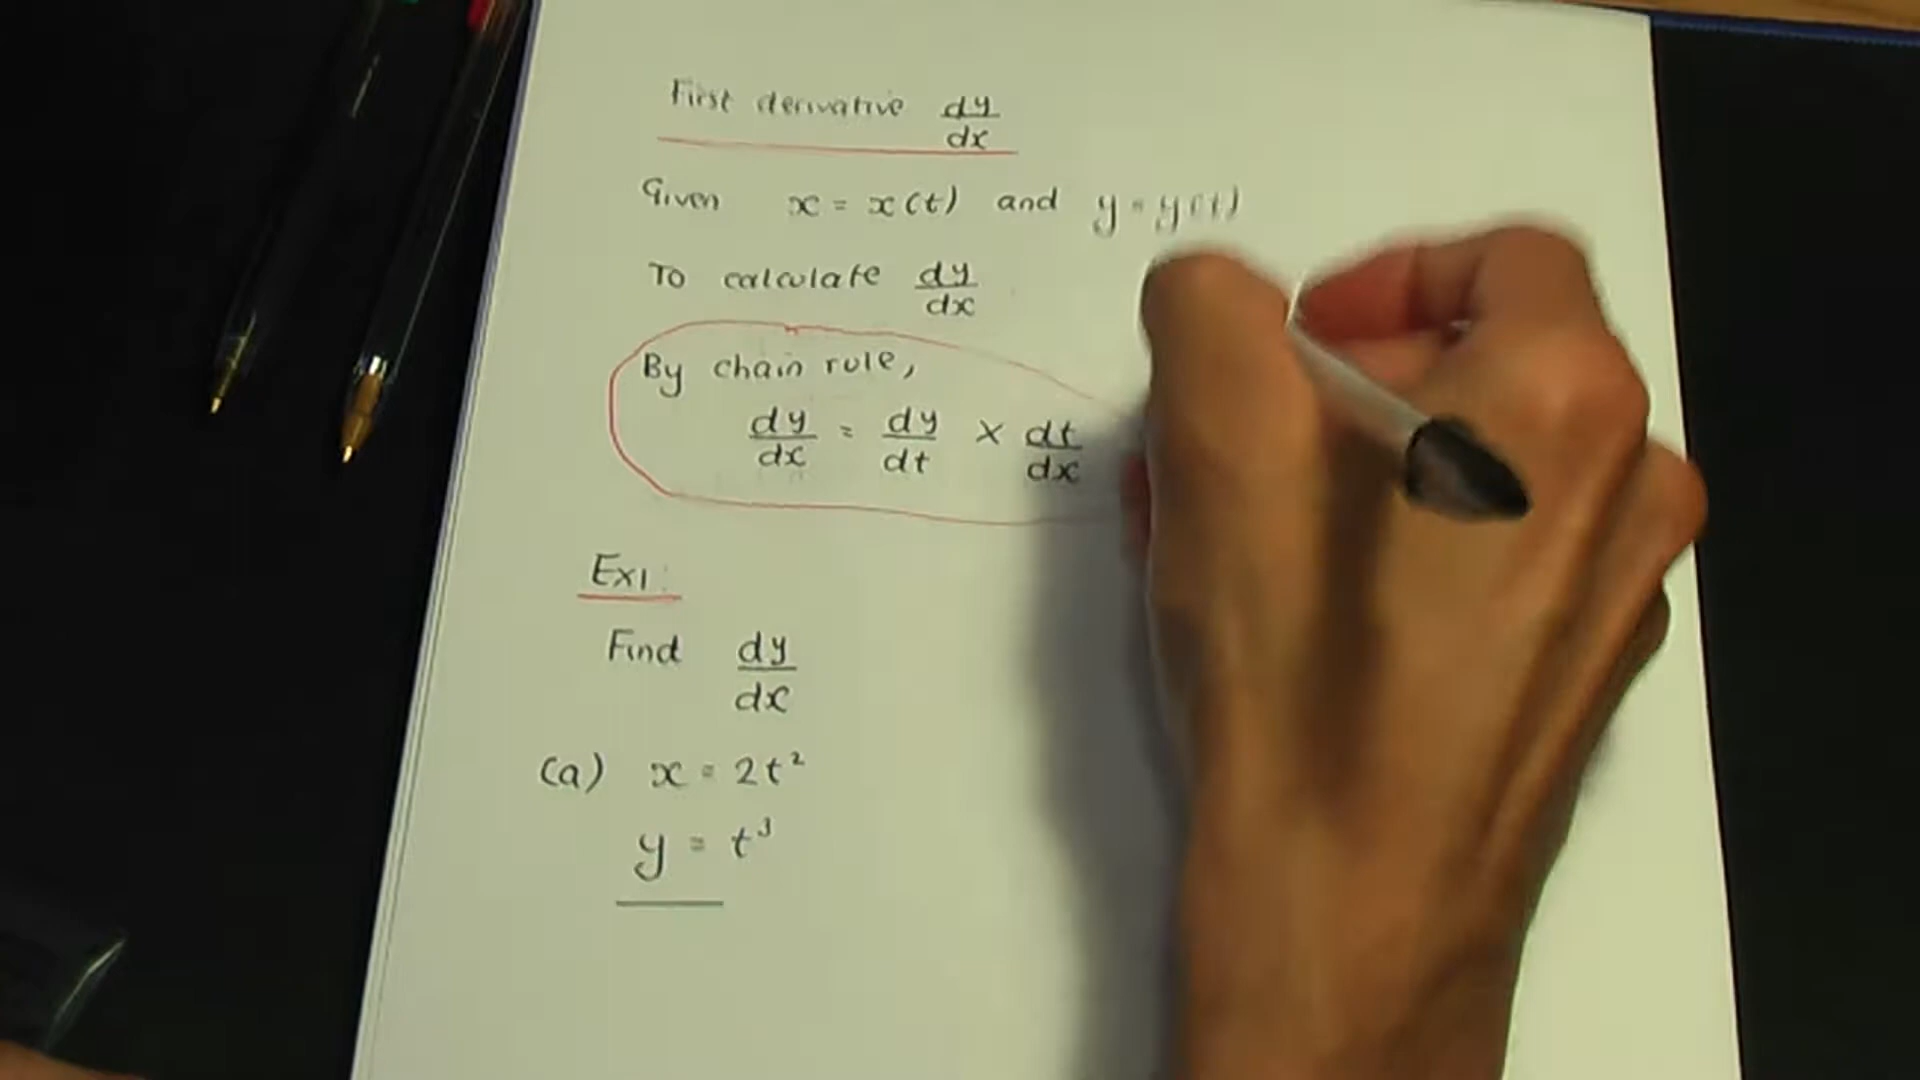 First derivative dy/dx
Given x = x(t) and y = y(t)
To calculate dy/dx
By chain rule,
dy/dx = dy/dt × dt/dx
Ex1:
Find dy/dx
(a) x = 2t²
y = t³